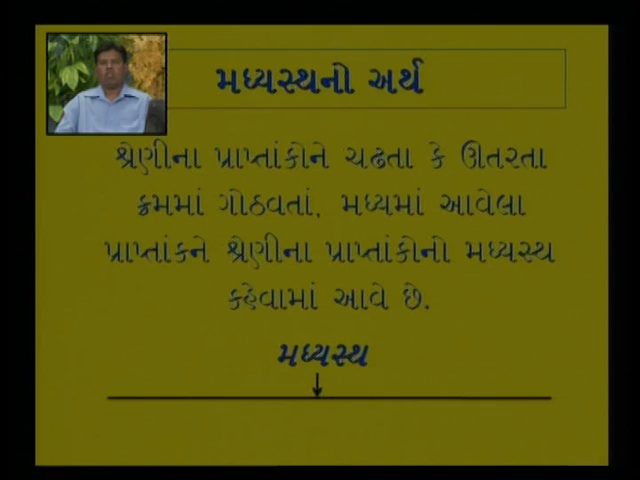 મધ્યસ્થનો અર્થ
શ્રેણીના પ્રાપ્તાંકોને ચઢતા કે ઊતરતા
ક્રમમાં ગોઠવતાં, મધ્યમાં આવેલા
પ્રાપ્તાંકને શ્રેણીના પ્રાપ્તાંકોનો મધ્યસ્થ
કહેવામાં આવે છે.
મધ્યસ્થ